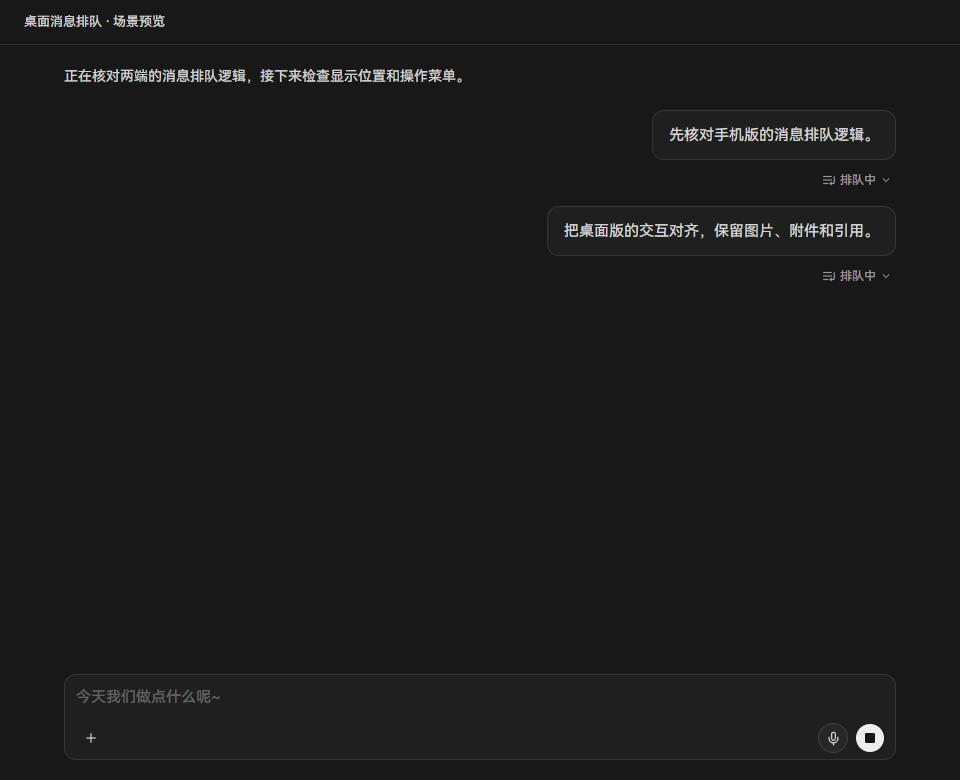 桌面消息排队 · 场景预览
正在核对两端的消息排队逻辑，接下来检查显示位置和操作菜单。
先核对手机版的消息排队逻辑。
排队中
把桌面版的交互对齐，保留图片、附件和引用。
排队中
今天我们做点什么呢~